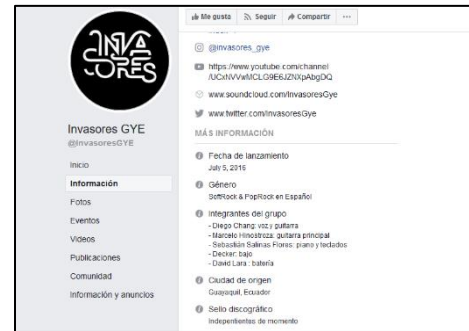 INVA
SORES
Invasores GYE
@InvasoresGYE
Inicio
Información
Fotos
Eventos
Videos
Publicaciones
Comunidad
Información y anuncios
Me gusta Seguir Compartir ...
@invasores_gye
https://www.youtube.com/channel
/UCxNVVwMCLG9E6JZNXpAbgDQ
www.soundcloud.com/InvasoresGye
www.twitter.com/invasoresGye
MÁS INFORMACIÓN
Fecha de lanzamiento
July 5, 2016
Género
SoftRock & PopRock en Español
Integrantes del grupo
- Diego Chang: voz y guitarra
- Marcelo Hinostroza: guitarra principal
- Sebastián Salinas Flores: piano y teclados
- Decker: bajo
- David Lara : batería
Ciudad de origen
Guayaquil, Ecuador
Sello discográfico
Independientes de momento